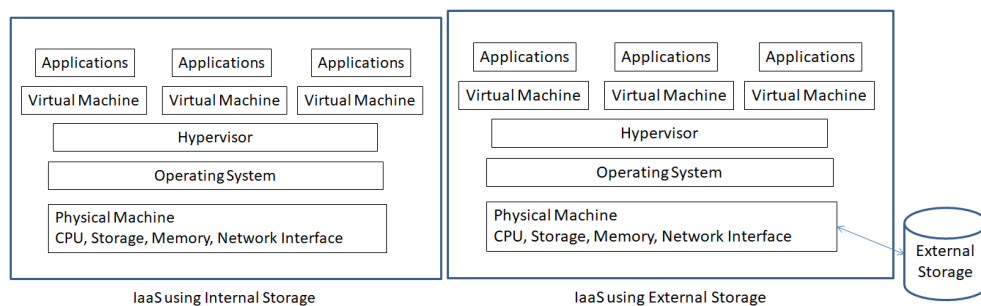 Applications
Applications
Applications
Virtual Machine
Virtual Machine
Virtual Machine
Hypervisor
Operating System
Physical Machine
CPU, Storage, Memory, Network Interface
IaaS using Internal Storage
Applications
Applications
Applications
Virtual Machine
Virtual Machine
Virtual Machine
Hypervisor
Operating System
Physical Machine
CPU, Storage, Memory, Network Interface
External
Storage
IaaS using External Storage